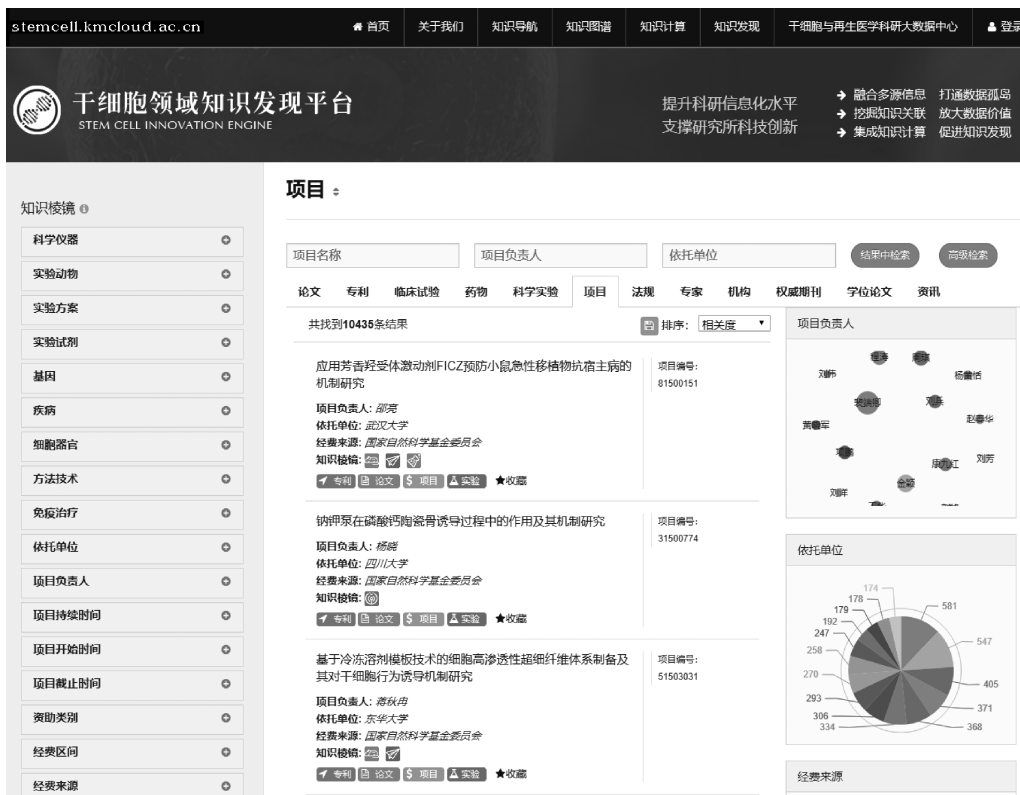 stemcell.kmcloud.ac.cn
首页 关于我们 知识导航 知识图谱 知识计算 知识发现 干细胞与再生医学科研大数据中心 登录
干细胞领域知识发现平台
STEM CELL INNOVATION ENGINE
提升科研信息化水平
支撑研究所科技创新
融合多源信息 打通数据孤岛
挖掘知识关联 放大数据价值
集成知识计算 促进知识发现
知识棱镜
科学仪器
实验动物
实验方案
实验试剂
基因
疾病
细胞器官
方法技术
免疫治疗
依托单位
项目负责人
项目持续时间
项目开始时间
项目截止时间
资助类别
经费区间
经费来源
项目
项目名称 项目负责人 依托单位 结果中检索 高级检索
论文 专利 临床试验 药物 科学实验 项目 法规 专家 机构 权威期刊 学位论文 资讯
共找到10435条结果 排序: 相关度
应用芳香羟受体激动剂FICZ预防小鼠急性移植物抗宿主病的
机制研究
项目负责人: 邵亮
依托单位: 武汉大学
经费来源: 国家自然科学基金委员会
知识棱镜:
专利 论文 $ 项目 实验 ★收藏
项目编号:
81500151
钠钾泵在磷酸钙陶瓷骨诱导过程中的作用及其机制研究
项目负责人: 杨晓
依托单位: 四川大学
经费来源: 国家自然科学基金委员会
知识棱镜:
专利 论文 $ 项目 实验 ★收藏
项目编号:
31500774
基于冷冻溶剂模板技术的细胞高渗透性超细纤维体系制备及
其对干细胞行为诱导机制研究
项目负责人: 蒋秋冉
依托单位: 东华大学
经费来源: 国家自然科学基金委员会
知识棱镜:
专利 论文 $ 项目 实验 ★收藏
项目编号:
51503031
项目负责人
刘伟
裴端卿
黄军
赵春华
康九红
刘芳
金颖
刘洋
依托单位
174
178
179
192
247
258
270
293
306
334
581
547
405
371
368
经费来源